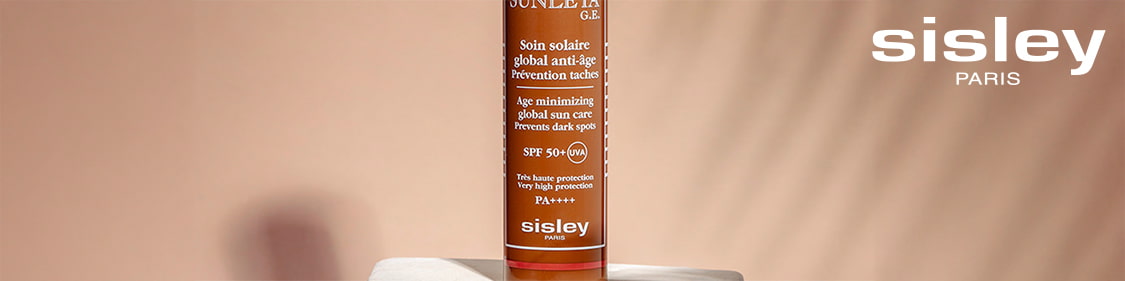 SUNLEŸA
G.E.
Soin solaire
global anti-âge
Prévention taches
Age minimizing
global sun care
Prevents dark spots
SPF 50+ UVA
Très haute protection
Very high protection
PA++++
sisley
PARIS
sisley
PARIS